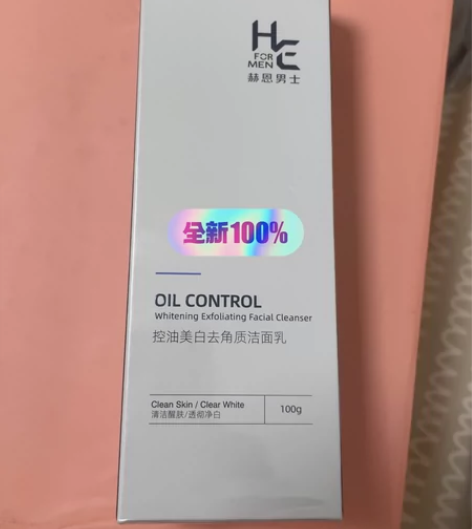 HE
FOR
MEN
赫恩男士
全新100%
OIL CONTROL
Whitening Exfoliating Facial Cleanser
控油美白去角质洁面乳
Clean Skin / Clear White
清洁醒肤/透彻净白
100g